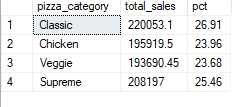 pizza_category total_sales pct
1 Classic 220053.1 26.91
2 Chicken 195919.5 23.96
3 Veggie 193690.45 23.68
4 Supreme 208197 25.46